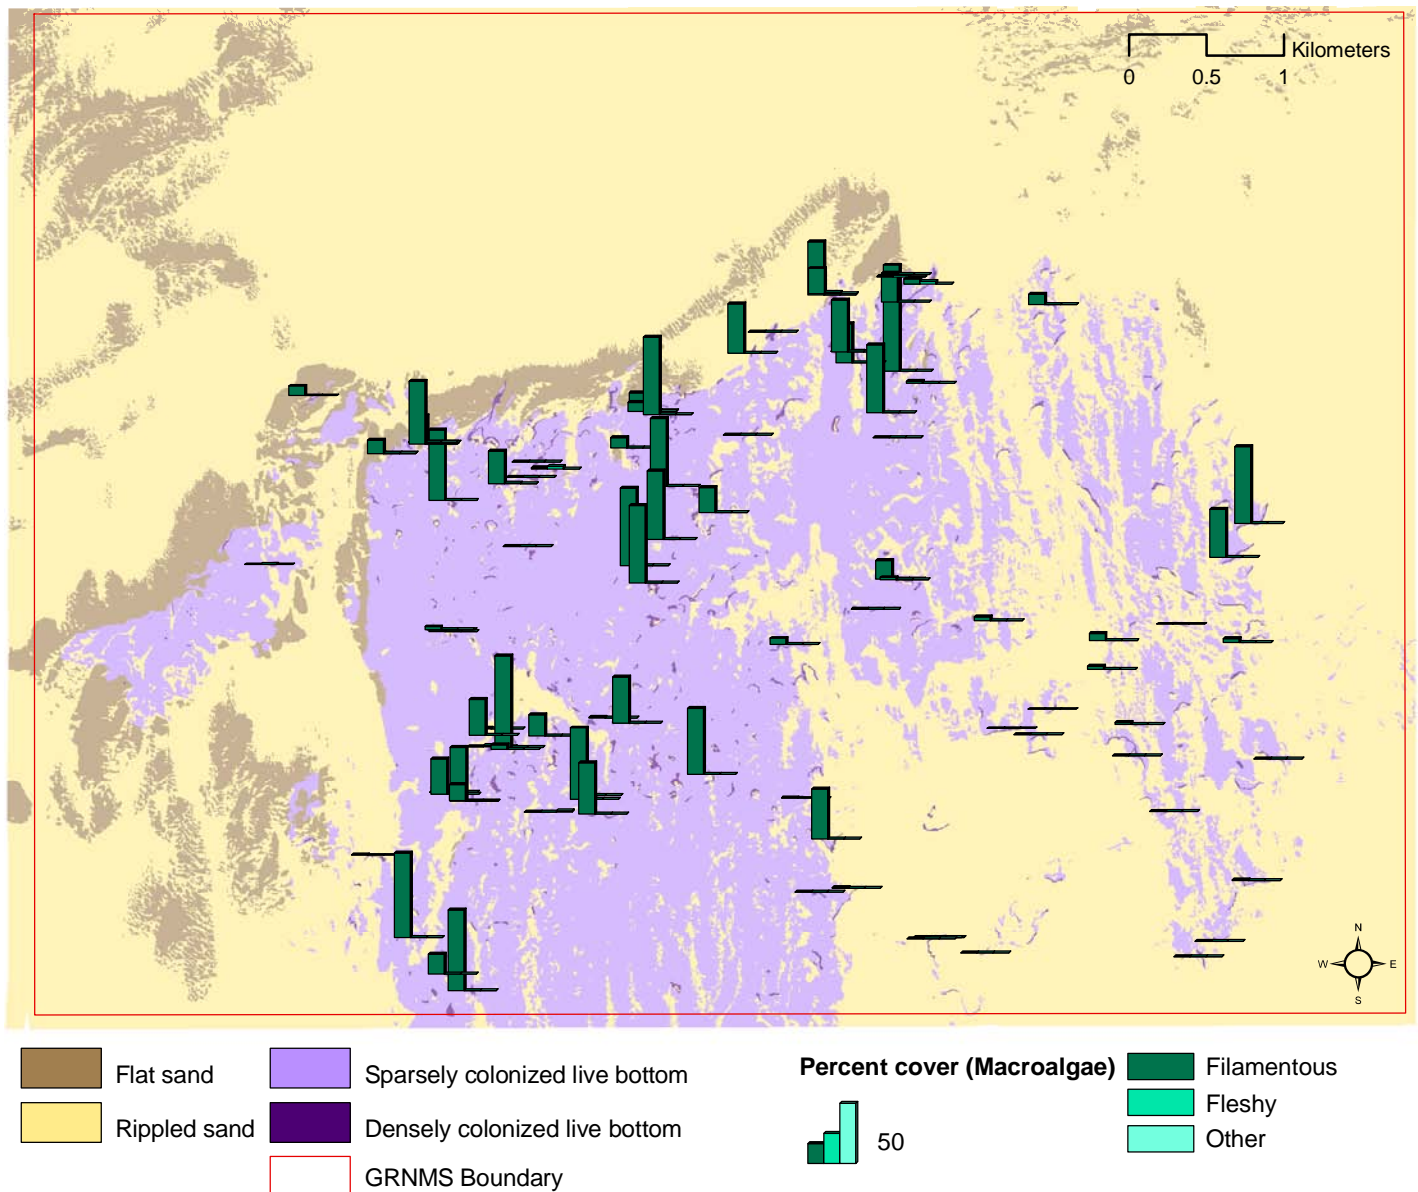 Kilometers
0 0.5 1
N
W E
S
Flat sand
Rippled sand
Sparsely colonized live bottom
Densely colonized live bottom
GRNMS Boundary
Percent cover (Macroalgae)
50
Filamentous
Fleshy
Other